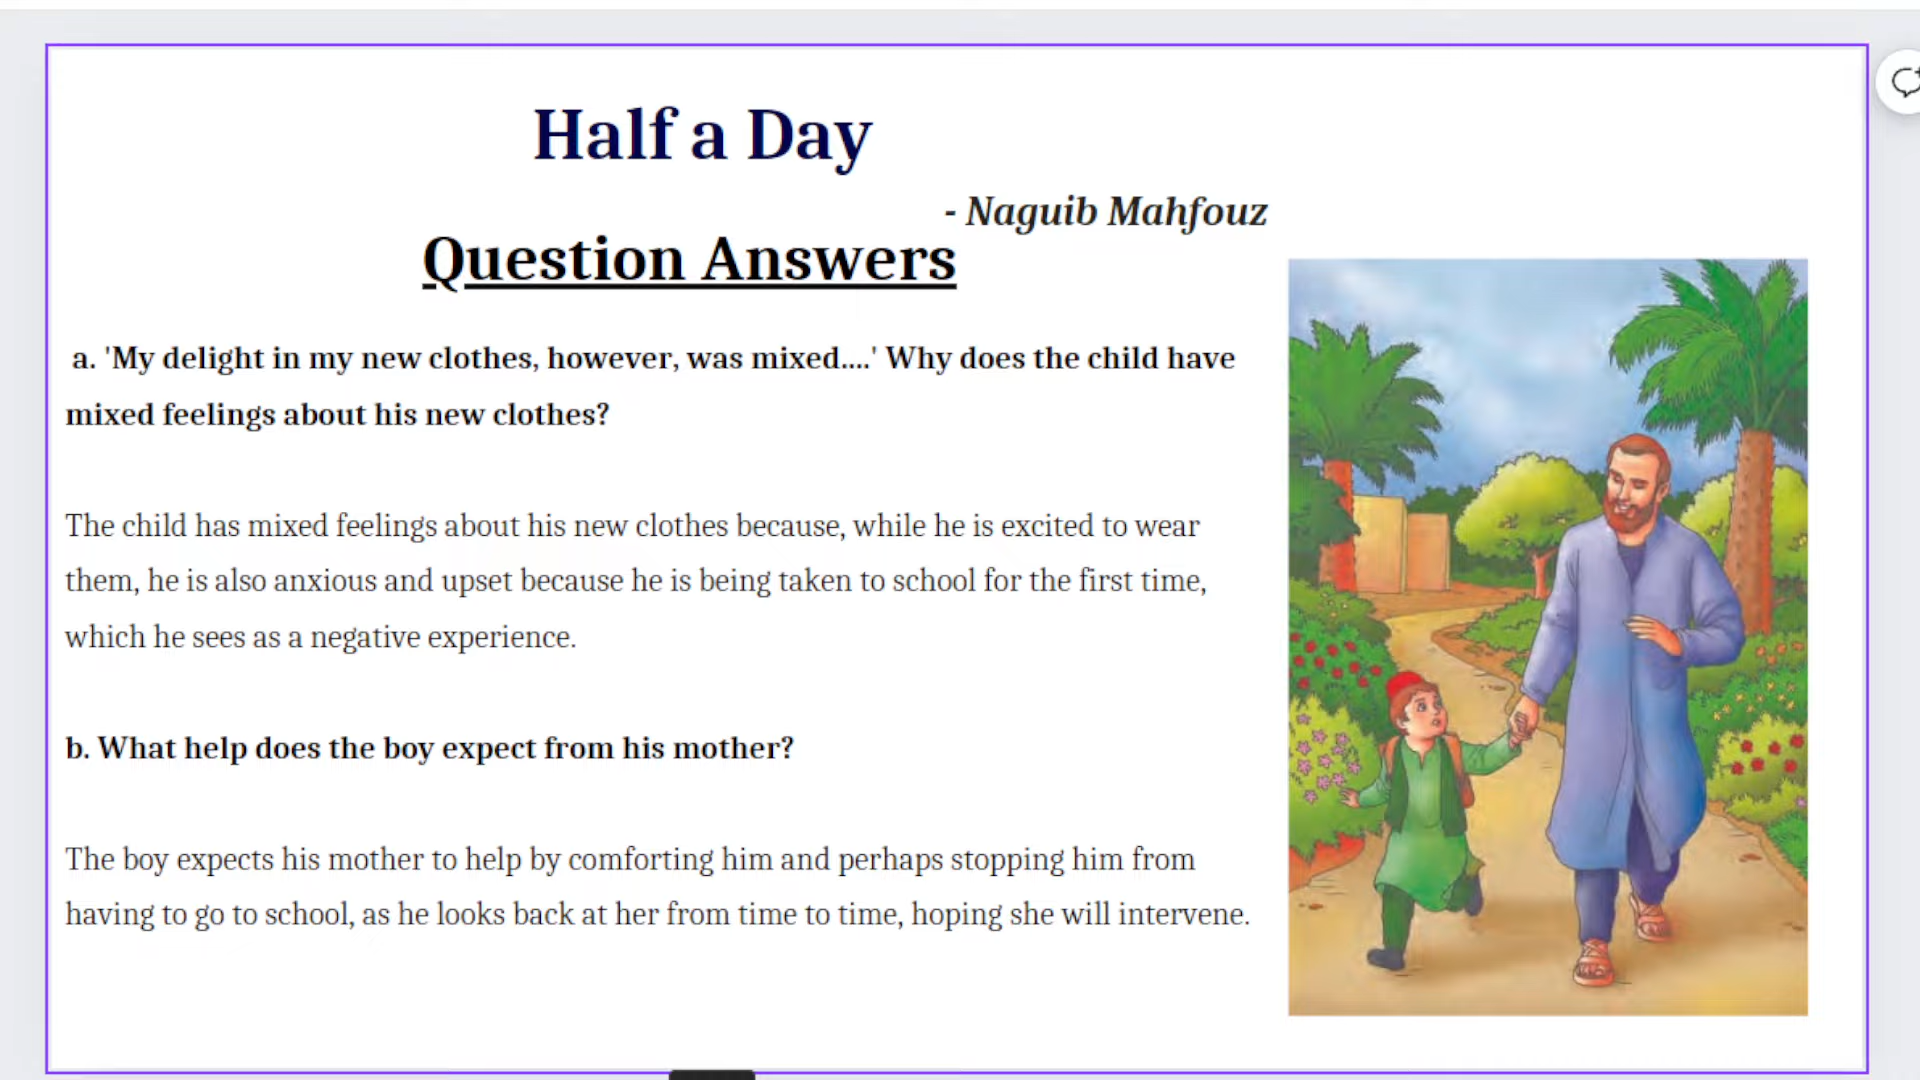 Half a Day
- Naguib Mahfouz
Question Answers
a. 'My delight in my new clothes, however, was mixed....' Why does the child have
mixed feelings about his new clothes?
The child has mixed feelings about his new clothes because, while he is excited to wear
them, he is also anxious and upset because he is being taken to school for the first time,
which he sees as a negative experience.
b. What help does the boy expect from his mother?
The boy expects his mother to help by comforting him and perhaps stopping him from
having to go to school, as he looks back at her from time to time, hoping she will intervene.